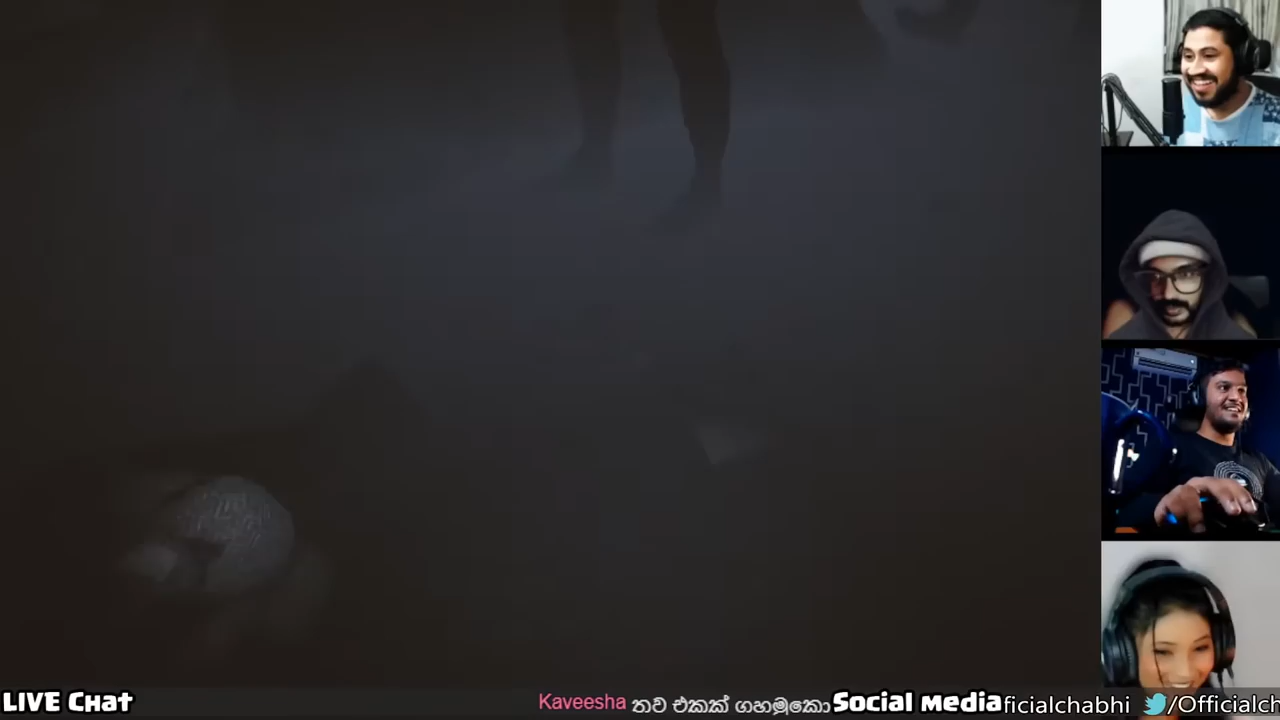 LIVE Chat Kaveesha තව එකක් ගහමුකො Social Media ficialchabhi /Officialch